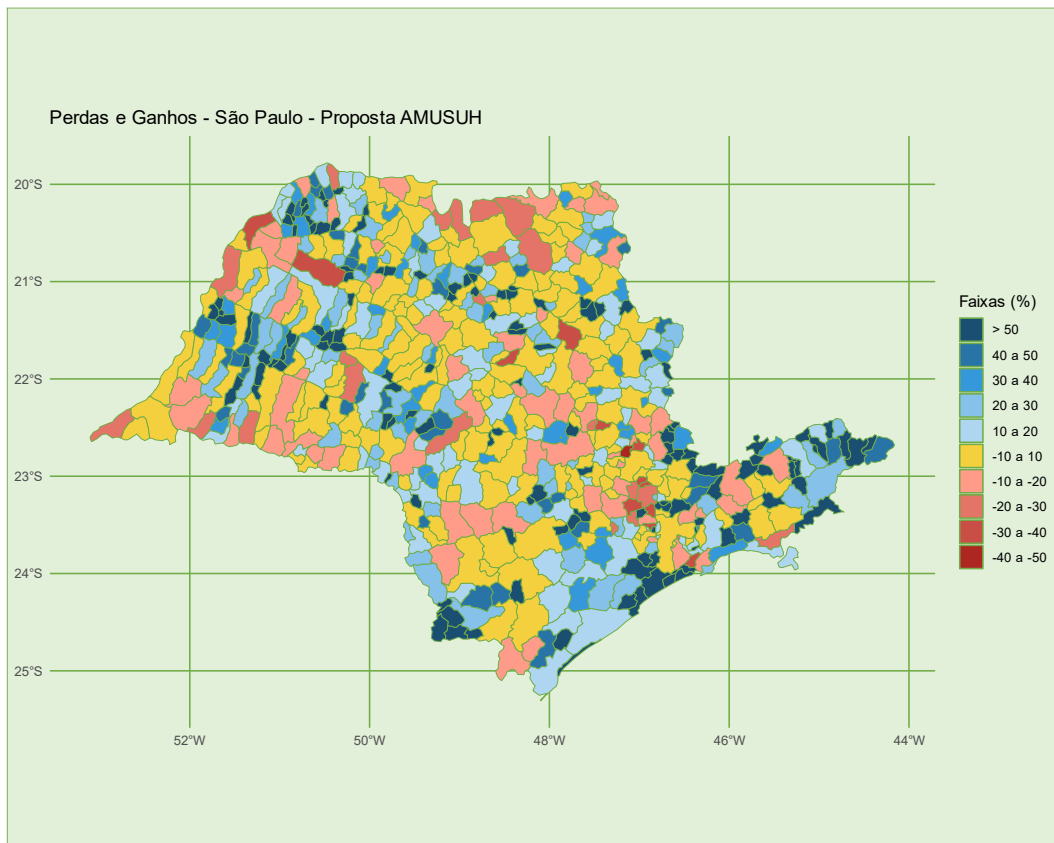 Perdas e Ganhos - São Paulo - Proposta AMUSUH
20°S
21°S
22°S
23°S
24°S
25°S
52°W
50°W
48°W
46°W
44°W
Faixas (%)
> 50
40 a 50
30 a 40
20 a 30
10 a 20
-10 a 10
-10 a -20
-20 a -30
-30 a -40
-40 a -50